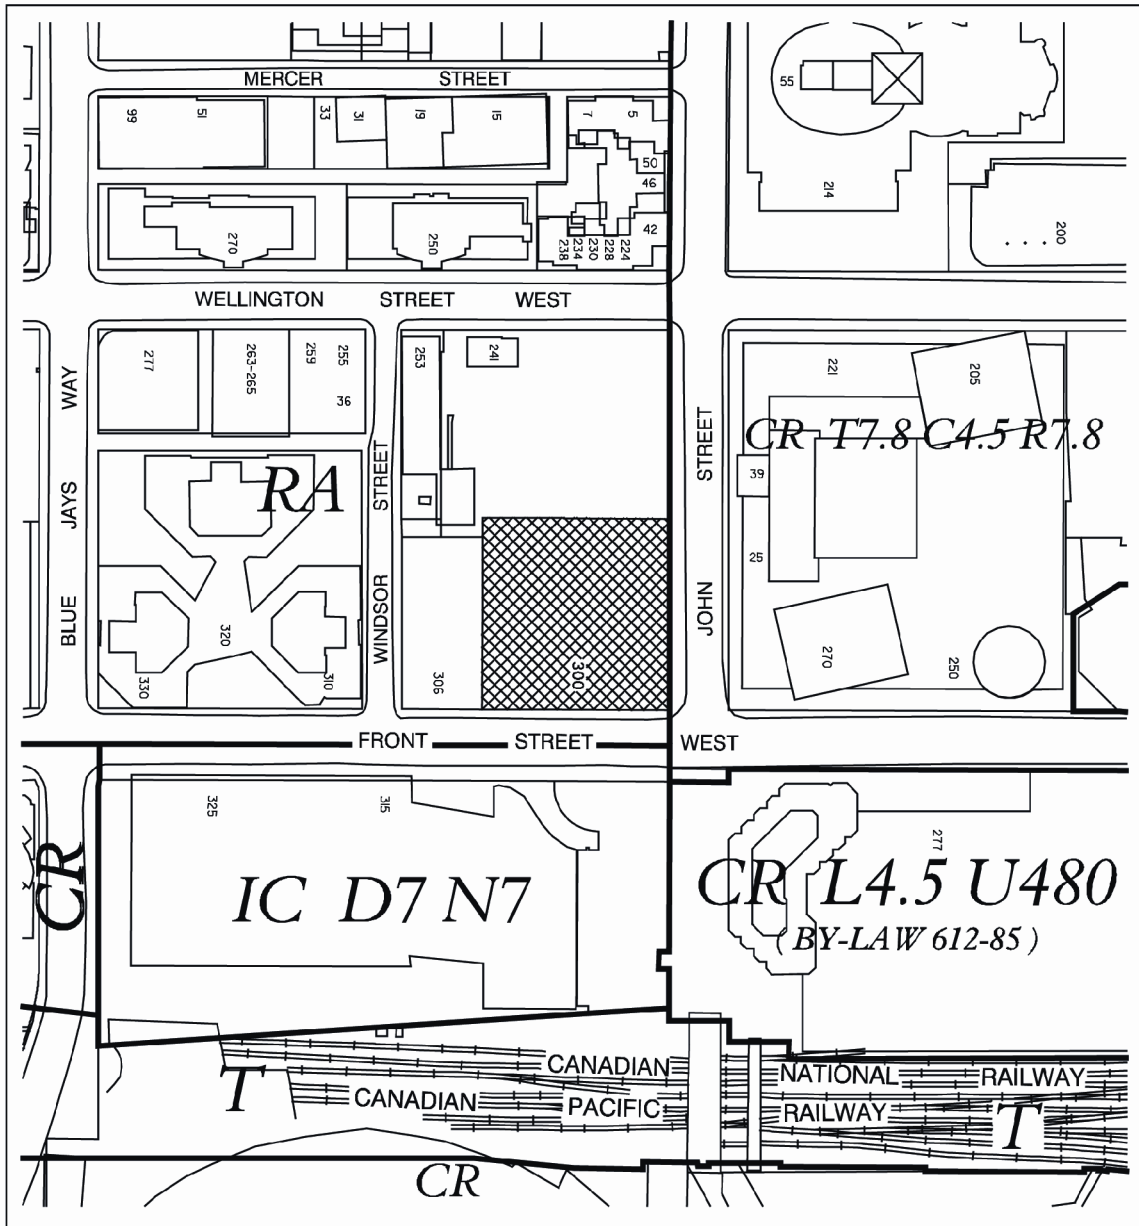 MERCER STREET
55
99 51 33 31 19 15 7 5
50
46
214
42
200
270 250 238 234 230 228 224
WELLINGTON STREET WEST
277 263-265 259 255 253 241
36
221 205
BLUE JAYS WAY
WINDSOR STREET
JOHN STREET
CR T7.8 C4.5 R7.8
RA
39
25
320
330 310 306 300 270 250
FRONT STREET WEST
325 315 277
CR
IC D7 N7
CR L4.5 U480
( BY-LAW 612-85 )
CANADIAN NATIONAL RAILWAY
CANADIAN PACIFIC RAILWAY
T
T
CR